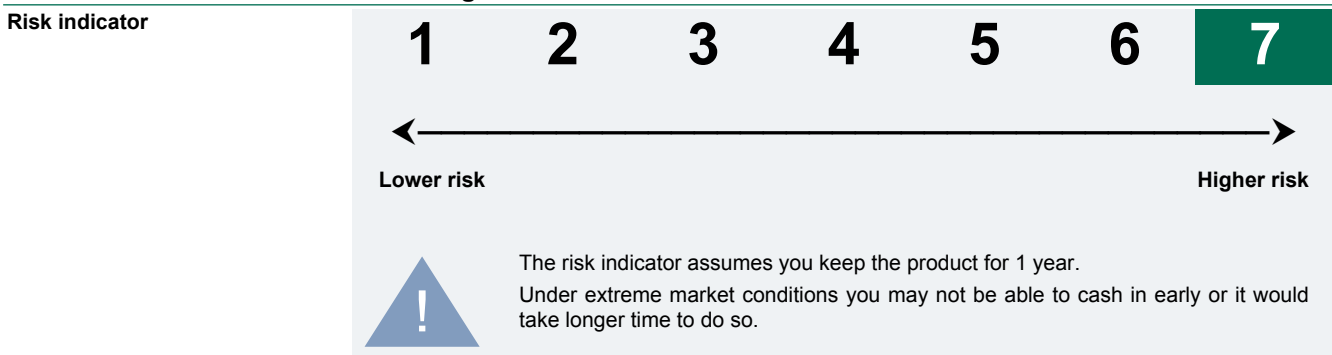 Risk indicator
1 2 3 4 5 6 7
Lower risk Higher risk
!
The risk indicator assumes you keep the product for 1 year.
Under extreme market conditions you may not be able to cash in early or it would
take longer time to do so.